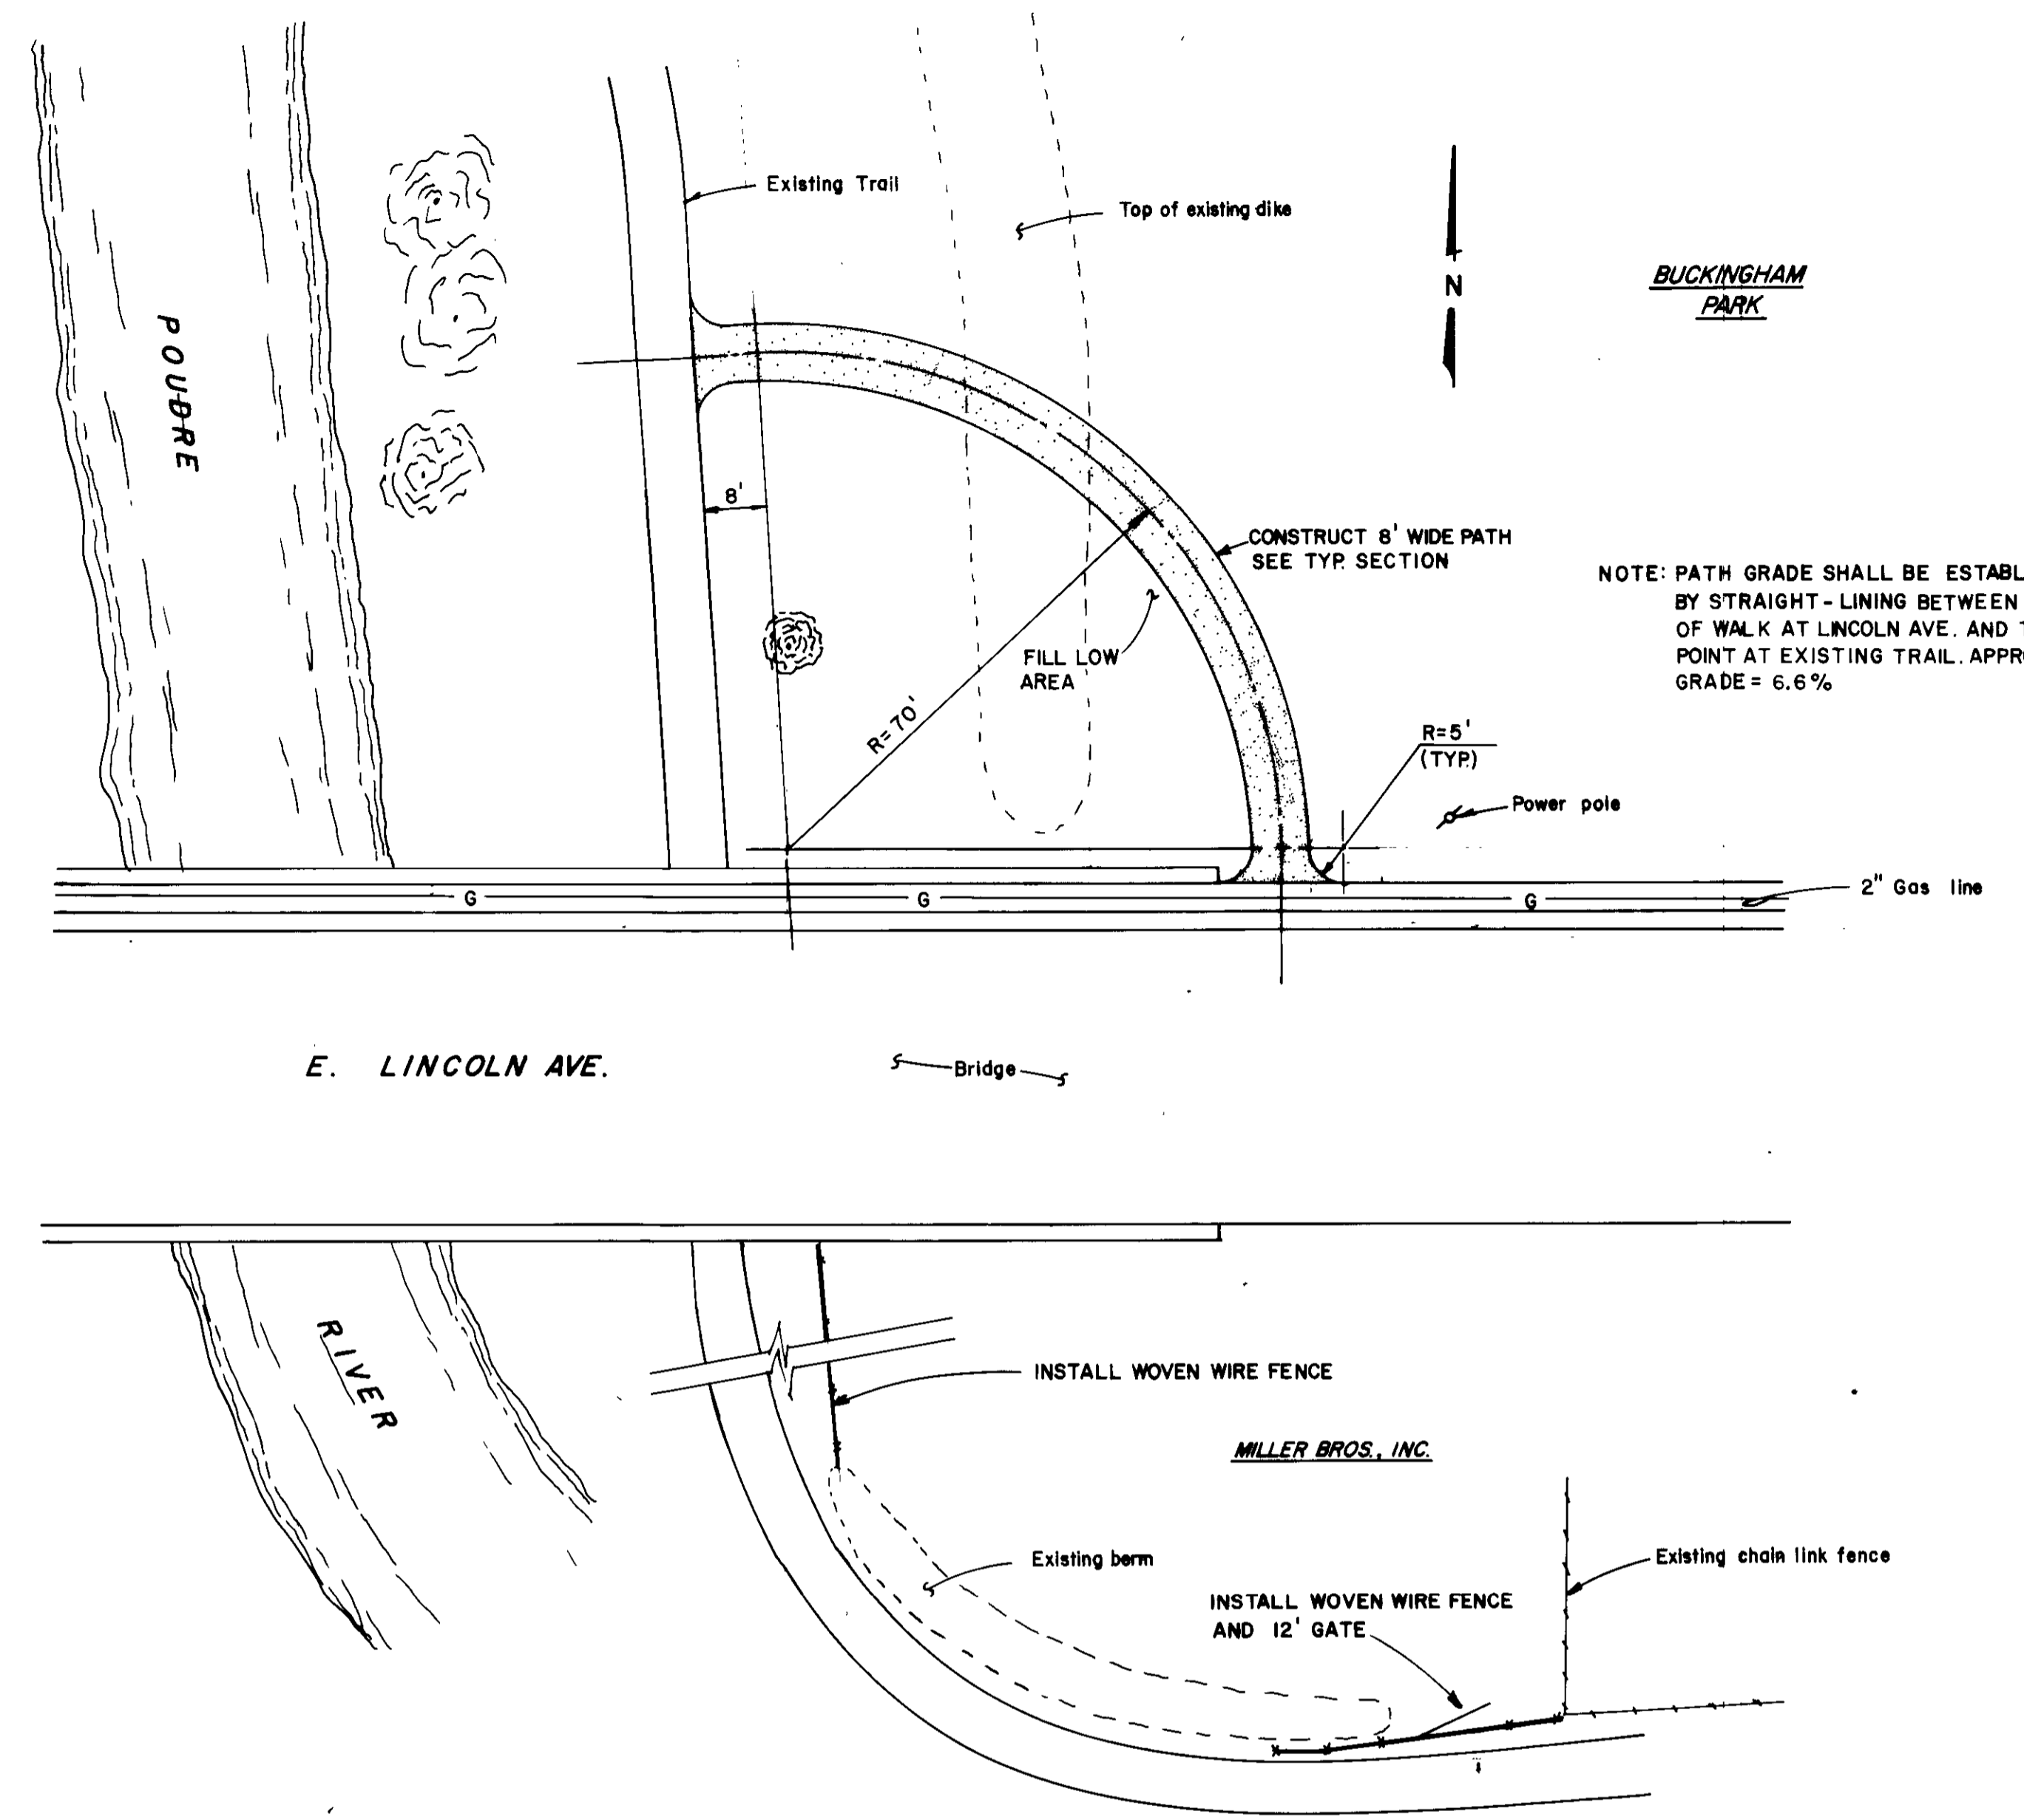 Existing Trail
Top of existing dike
N
BUCKINGHAM
PARK
POUDRE
8'
CONSTRUCT 8' WIDE PATH
SEE TYP. SECTION
NOTE: PATH GRADE SHALL BE ESTABL
BY STRAIGHT-LINING BETWEEN
OF WALK AT LINCOLN AVE. AND T
POINT AT EXISTING TRAIL. APPR
GRADE = 6.6%
FILL LOW
AREA
R=70'
R=5'
(TYP.)
Power pole
G
G
G
2" Gas line
E. LINCOLN AVE.
Bridge
RIVER
INSTALL WOVEN WIRE FENCE
MILLER BROS., INC.
Existing berm
Existing chain link fence
INSTALL WOVEN WIRE FENCE
AND 12' GATE